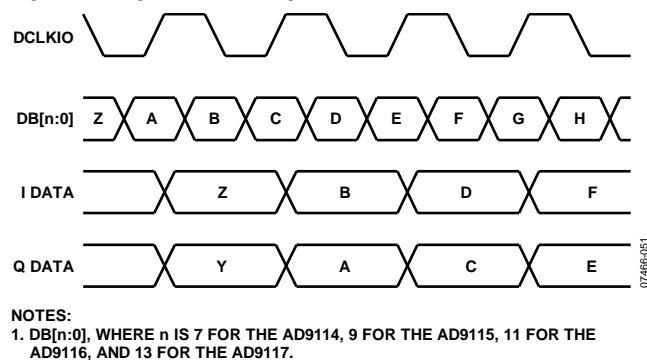 DCLKIO
DB[n:0] Z A B C D E F G H
I DATA Z B D F
Q DATA Y A C E
07466-051
NOTES:
1. DB[n:0], WHERE n IS 7 FOR THE AD9114, 9 FOR THE AD9115, 11 FOR THE
AD9116, AND 13 FOR THE AD9117.